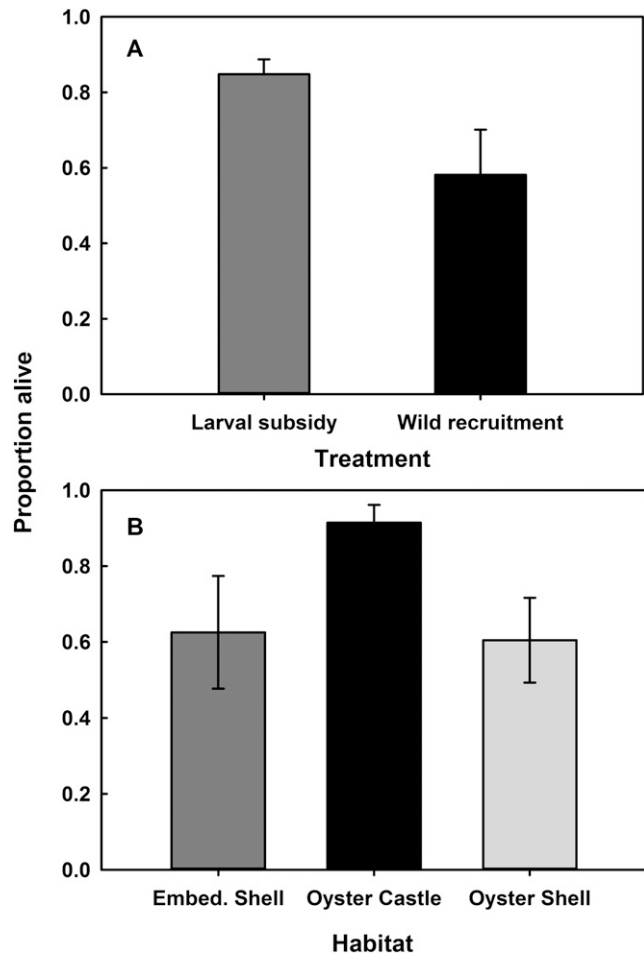 Proportion alive
A
1.0
0.8
0.6
0.4
0.2
0.0
Larval subsidy Wild recruitment
Treatment
B
1.0
0.8
0.6
0.4
0.2
0.0
Embed. Shell Oyster Castle Oyster Shell
Habitat